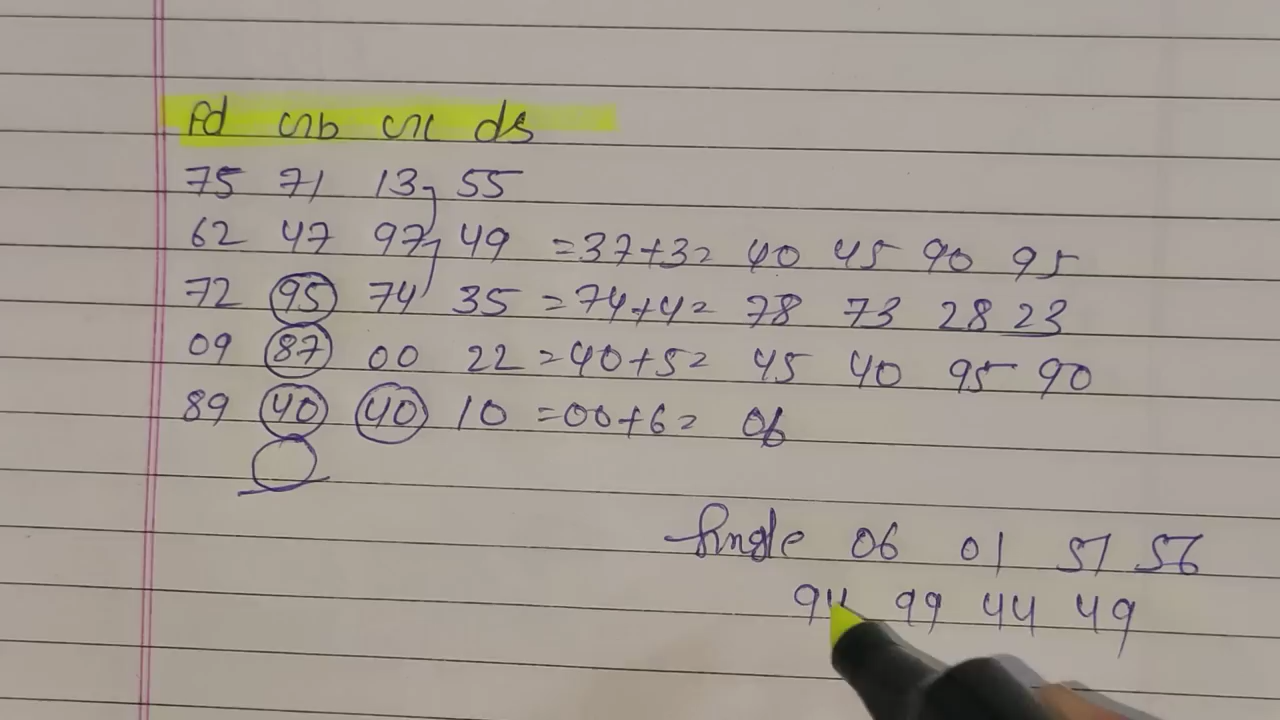 Fd GZb GZC ds
75 71 13 55
62 47 97 49 =37+3= 40 45 90 95
72 95 74 35 =74+4= 78 73 28 23
09 87 00 22 =40+5= 45 40 95 90
89 40 40 10 =00+6= 06
Single 06 01 51 56
94 99 44 49